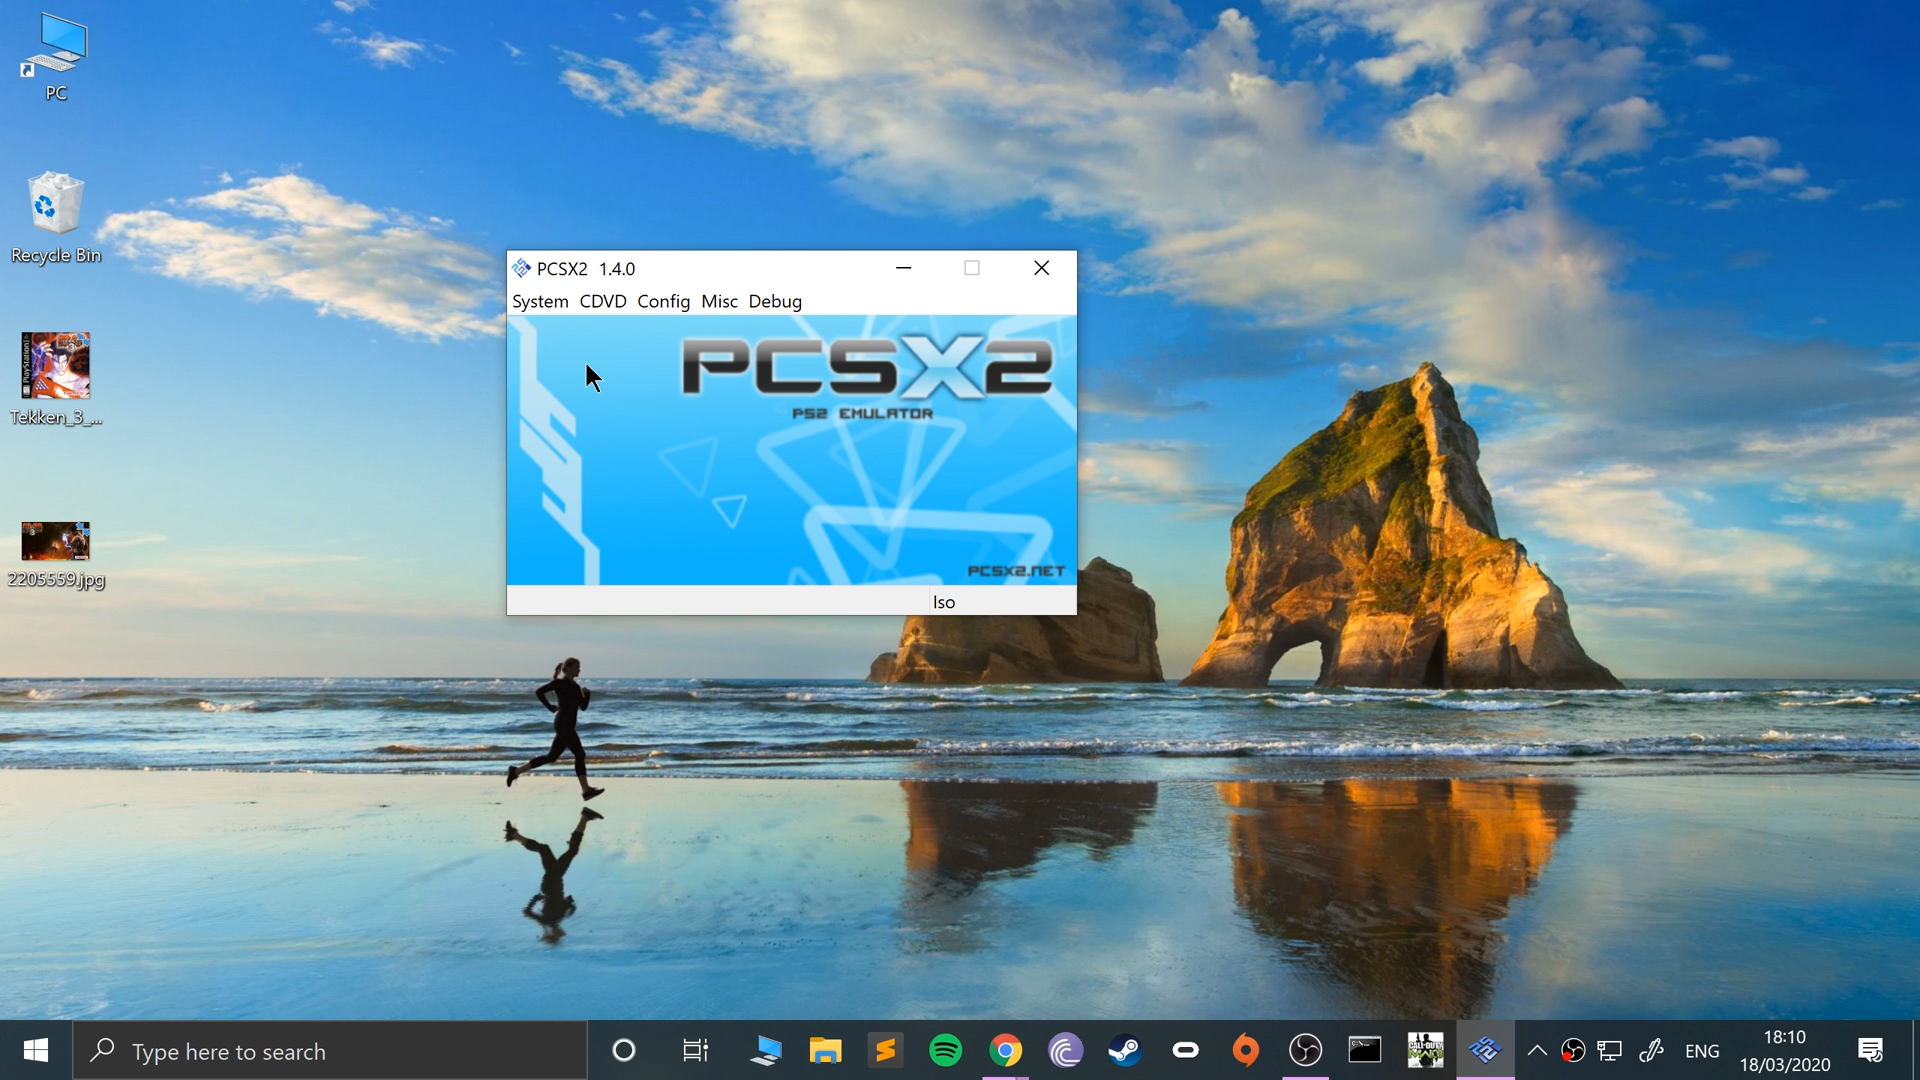 PC
Recycle Bin
Tekken_3_...
2205559.jpg
PCSX2 1.4.0
System CDVD Config Misc Debug
PCSX2
PS2 EMULATOR
PCSX2.NET
Iso
Type here to search
ENG
18:10
18/03/2020